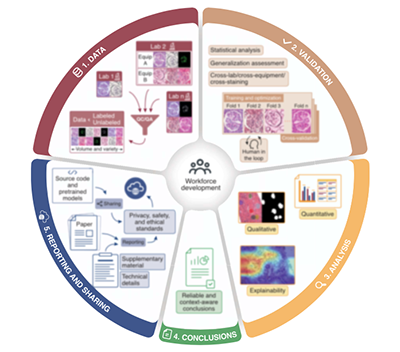 1. DATA
Lab 1
Lab 2
Equip
A
Equip
B
Lab n
QC/QA
Data = Labeled
Unlabeled
+ Volume and variety +
2. VALIDATION
Statistical analysis
Generalization assessment
Cross-lab/cross-equipment/
cross-staining
Training and optimization
Fold 1
Fold 2
Fold 3
Fold n
Cross-validation
Human in
the loop
Workforce
development
3. ANALYSIS
Qualitative
Quantitative
Explainability
4. CONCLUSIONS
Reliable and
context-aware
conclusions
5. REPORTING AND SHARING
Source code
and
pretrained
models
Sharing
Privacy, safety,
and ethical
standards
Paper
Reporting
Supplementary
material
Technical
details